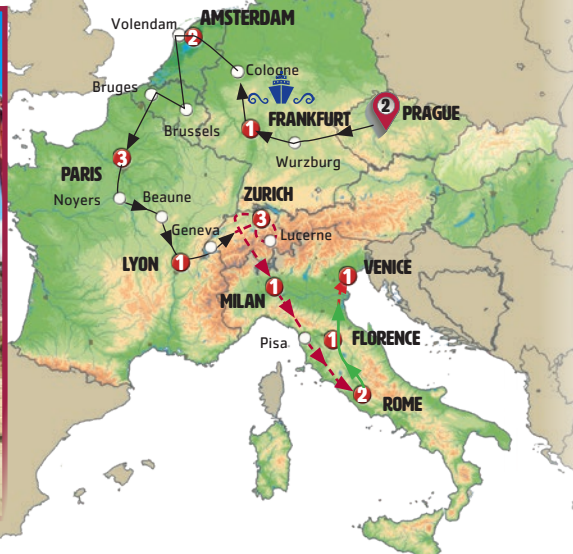 Volendam
2
AMSTERDAM
Cologne
Bruges
Brussels
1
FRANKFURT
2
PRAGUE
Wurzburg
PARIS
3
Noyers
Beaune
ZURICH
3
Geneva
Lucerne
LYON
1
VENICE
1
MILAN
1
Pisa
1
FLORENCE
2
ROME